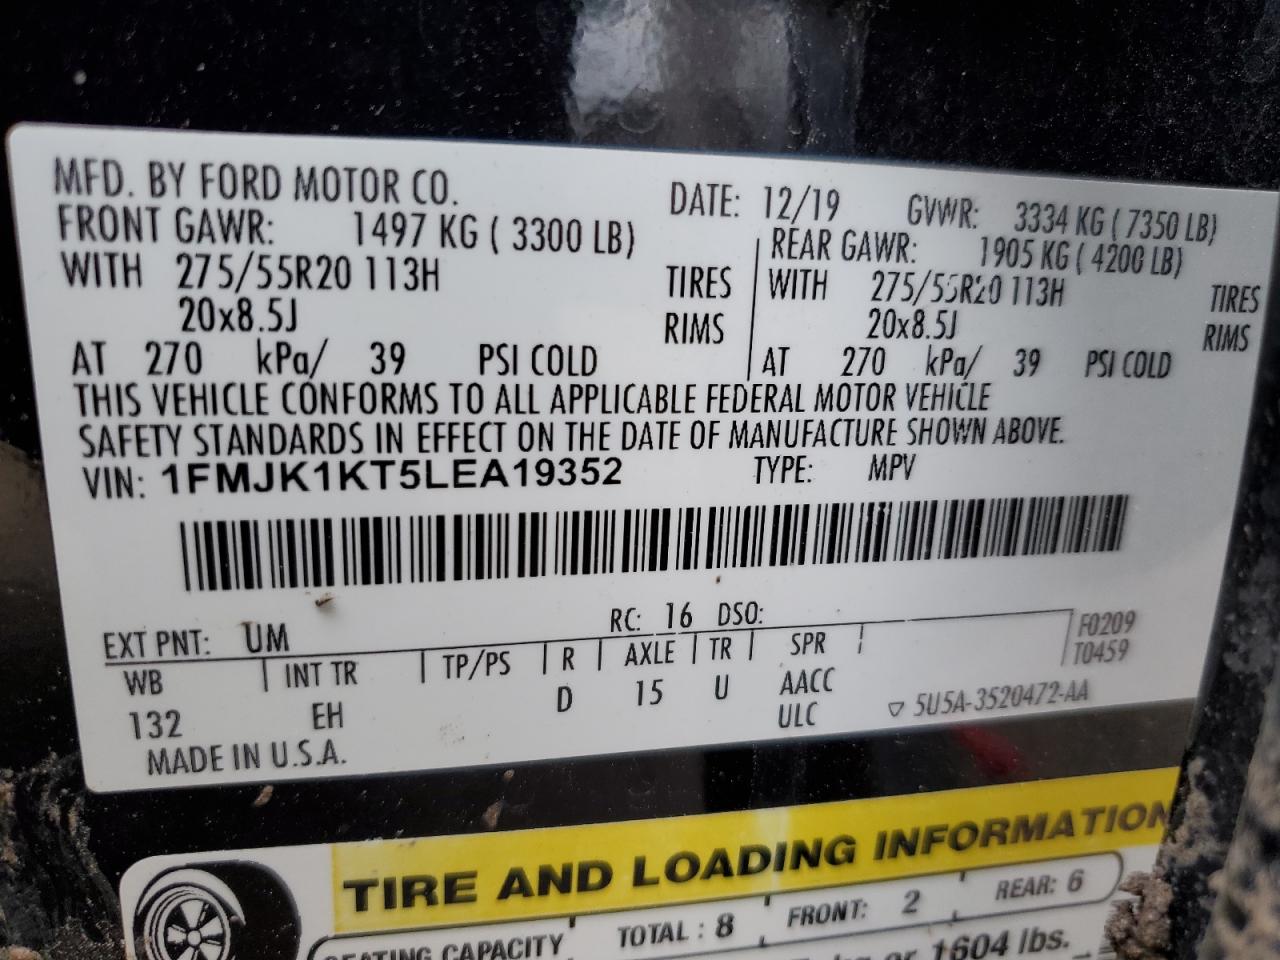 MFD. BY FORD MOTOR CO. DATE: 12/19 GVWR: 3334 KG ( 7350 LB)
FRONT GAWR: 1497 KG ( 3300 LB) REAR GAWR: 1905 KG ( 4200 LB)
WITH 275/55R20 113H TIRES WITH 275/55R20 113H TIRES
20x8.5J RIMS 20x8.5J RIMS
AT 270 kPa/ 39 PSI COLD AT 270 kPa/ 39 PSI COLD
THIS VEHICLE CONFORMS TO ALL APPLICABLE FEDERAL MOTOR VEHICLE
SAFETY STANDARDS IN EFFECT ON THE DATE OF MANUFACTURE SHOWN ABOVE.
VIN: 1FMJK1KT5LEA19352 TYPE: MPV
EXT PNT: UM RC: 16 DSO: F0209
WB INT TR TP/PS R AXLE TR SPR T0459
132 EH D 15 U AACC
ULC 5U5A-3520472-AA
MADE IN U.S.A.
TIRE AND LOADING INFORMATION
SEATING CAPACITY TOTAL : 8 FRONT: 2 REAR: 6
kg or 1604 lbs.